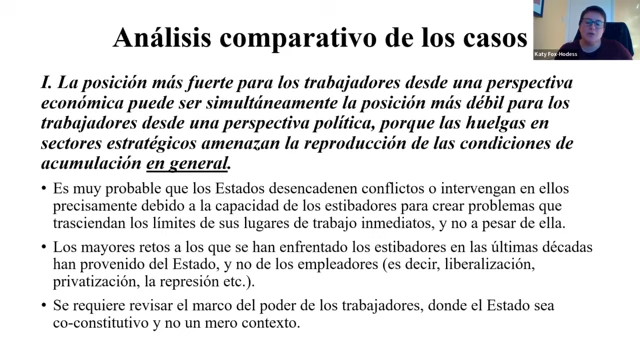 Análisis comparativo de los casos
Katy Fox-Hodess
I. La posición más fuerte para los trabajadores desde una perspectiva
económica puede ser simultáneamente la posición más débil para los
trabajadores desde una perspectiva política, porque las huelgas en
sectores estratégicos amenazan la reproducción de las condiciones de
acumulación en general.
• Es muy probable que los Estados desencadenen conflictos o intervengan en ellos
precisamente debido a la capacidad de los estibadores para crear problemas que
trasciendan los límites de sus lugares de trabajo inmediatos, y no a pesar de ella.
• Los mayores retos a los que se han enfrentado los estibadores en las últimas décadas
han provenido del Estado, y no de los empleadores (es decir, liberalización,
privatización, la represión etc.).
• Se requiere revisar el marco del poder de los trabajadores, donde el Estado sea
co-constitutivo y no un mero contexto.